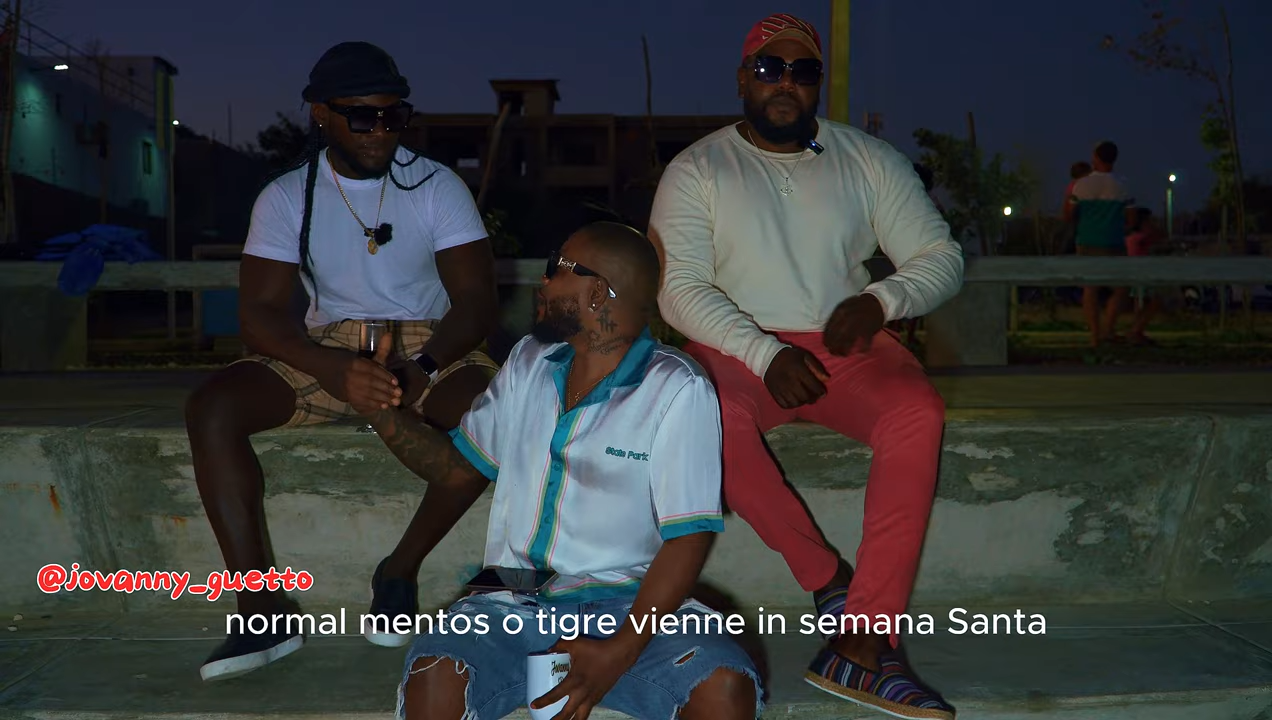 State Park
@jovanny_guetto
normal mentos o tigre vienne in semana Santa